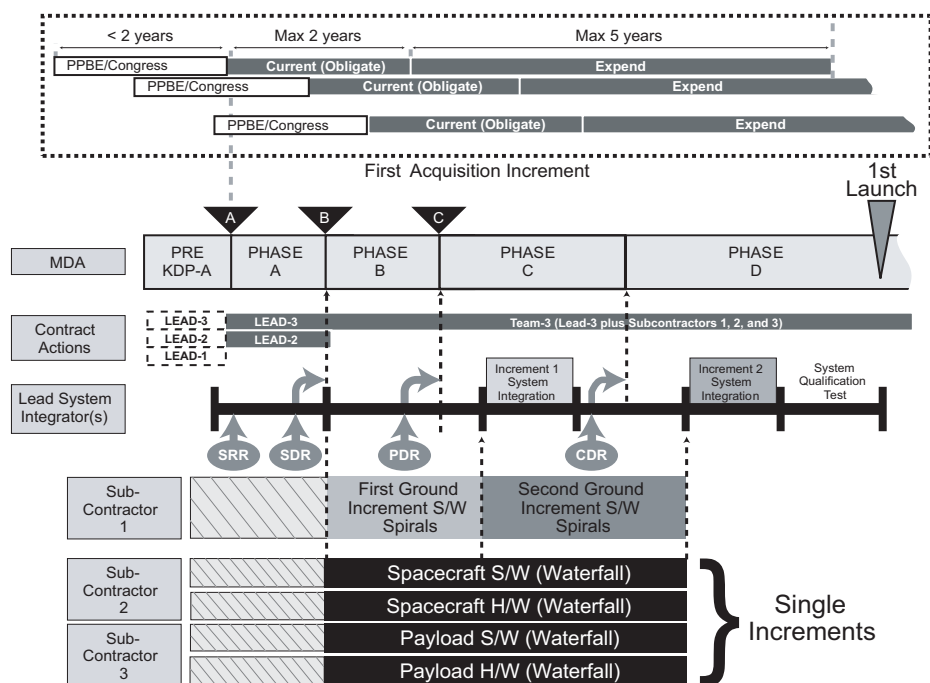 < 2 years
Max 2 years
Max 5 years
PPBE/Congress
Current (Obligate)
Expend
PPBE/Congress
Current (Obligate)
Expend
PPBE/Congress
Current (Obligate)
Expend
First Acquisition Increment
1st
Launch
A
B
C
MDA
PRE
KDP-A
PHASE
A
PHASE
B
PHASE
C
PHASE
D
Contract
Actions
LEAD-3
LEAD-2
LEAD-1
LEAD-3
LEAD-2
Team-3 (Lead-3 plus Subcontractors 1, 2, and 3)
Lead System
Integrator(s)
Increment 1
System
Integration
Increment 2
System
Integration
System
Qualification
Test
SRR
SDR
PDR
CDR
Sub-
Contractor
1
First Ground
Increment S/W
Spirals
Second Ground
Increment S/W
Spirals
Sub-
Contractor
2
Spacecraft S/W (Waterfall)
Spacecraft H/W (Waterfall)
Sub-
Contractor
3
Payload S/W (Waterfall)
Payload H/W (Waterfall)
Single
Increments